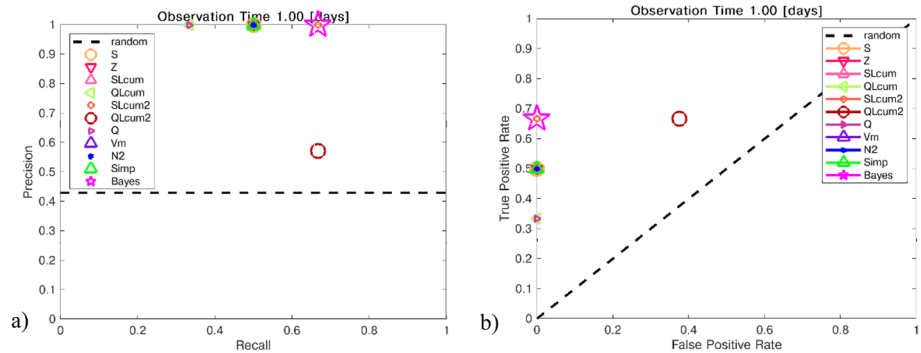 Observation Time 1.00 [days]
1
0.9
0.8
0.7
0.6
0.5
0.4
0.3
0.2
0.1
0
Precision
random
S
Z
SLcum
QLcum
SLcum2
QLcum2
Q
Vm
N2
Simp
Bayes
0
0.2
0.4
0.6
0.8
1
Recall
a)
Observation Time 1.00 [days]
1
0.9
0.8
0.7
0.6
0.5
0.4
0.3
0.2
0.1
0
True Positive Rate
random
S
Z
SLcum
QLcum
SLcum2
QLcum2
Q
Vm
N2
Simp
Bayes
0
0.2
0.4
0.6
0.8
1
False Positive Rate
b)